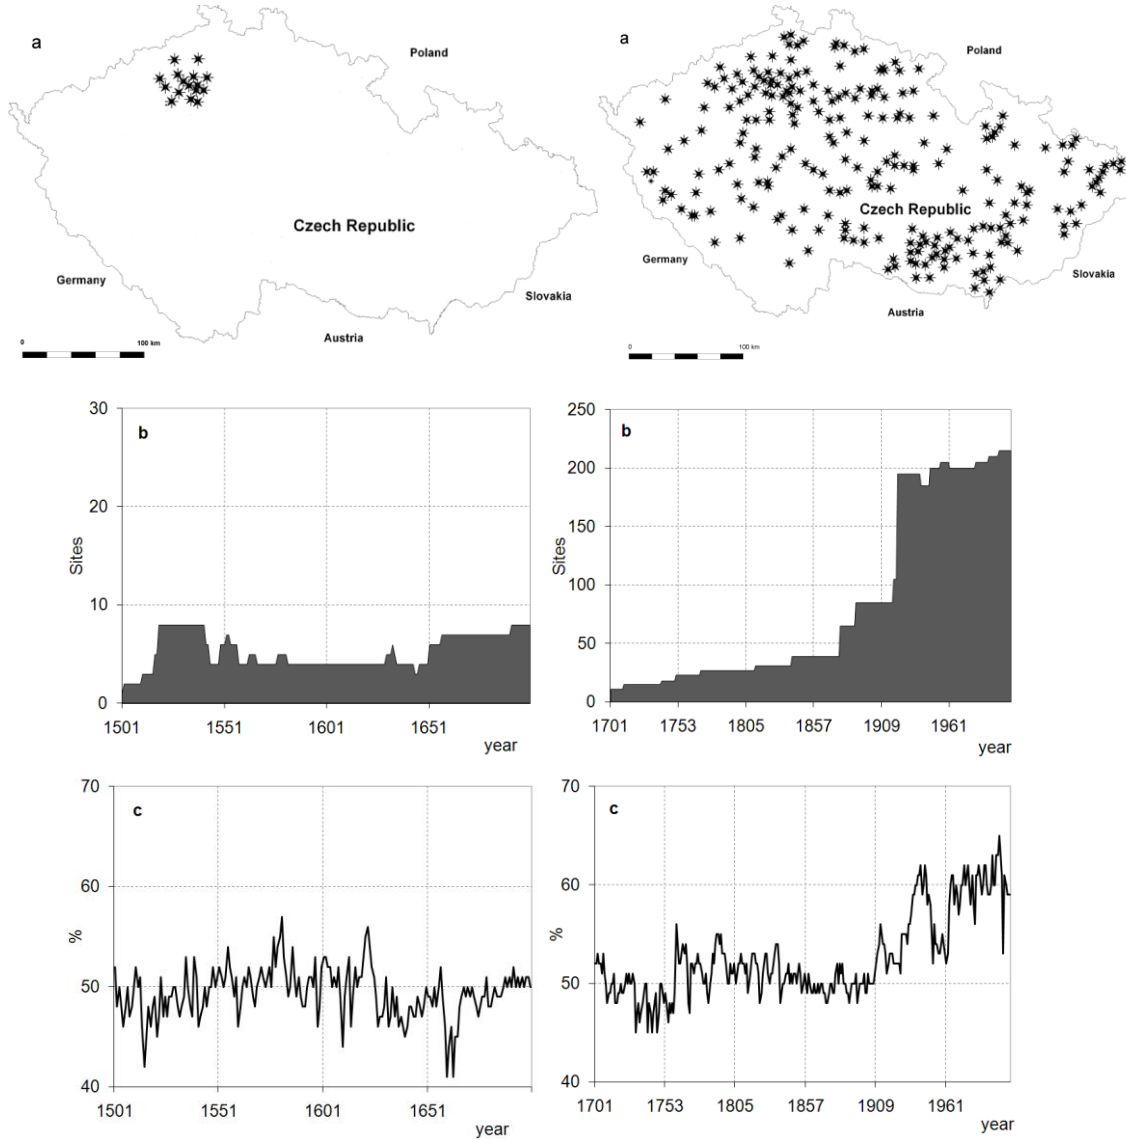 a
Poland
Czech Republic
Germany
Slovakia
Austria
0 100 km
a
Poland
Czech Republic
Germany
Slovakia
Austria
0 100 km
b
30
20
10
0
Sites
1501 1551 1601 1651
year
b
250
200
150
100
50
0
Sites
1701 1753 1805 1857 1909 1961
year
c
70
60
50
40
%
1501 1551 1601 1651
year
c
70
60
50
40
%
1701 1753 1805 1857 1909 1961
year